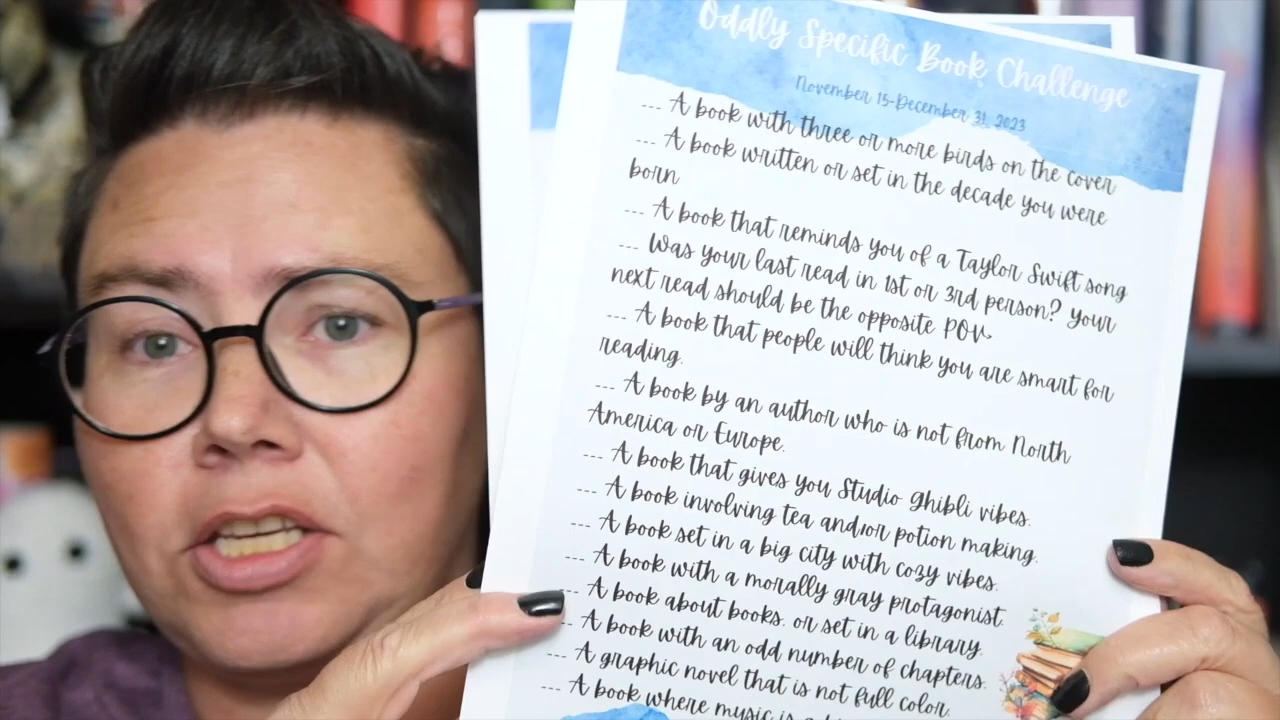 Oddly Specific Book Challenge
November 15-December 31, 2023
--- A book with three or more birds on the cover
--- A book written or set in the decade you were
born
--- A book that reminds you of a Taylor Swift song
--- Was your last read in 1st or 3rd person? Your
next read should be the opposite POV.
--- A book that people will think you are smart for
reading.
--- A book by an author who is not from North
America or Europe.
--- A book that gives you Studio Ghibli vibes.
--- A book involving tea and/or potion making.
--- A book set in a big city with cozy vibes.
--- A book with a morally gray protagonist.
--- A book about books, or set in a library.
--- A book with an odd number of chapters.
--- A graphic novel that is not full color.
--- A book where music is a